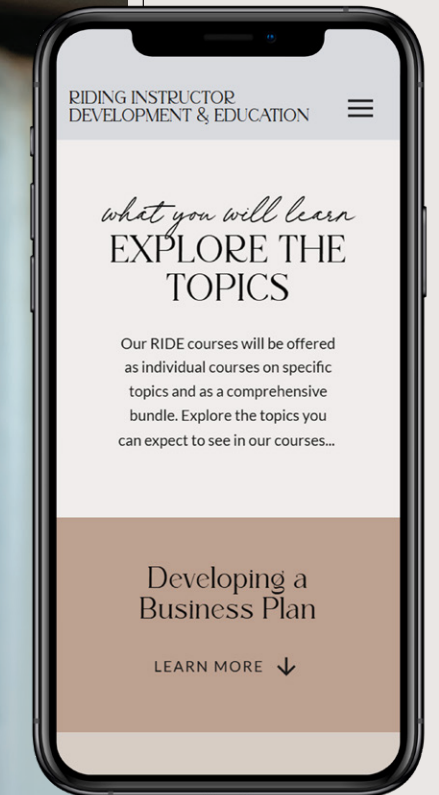 RIDING INSTRUCTOR
DEVELOPMENT & EDUCATION
what you will learn
EXPLORE THE
TOPICS
Our RIDE courses will be offered
as individual courses on specific
topics and as a comprehensive
bundle. Explore the topics you
can expect to see in our courses...
Developing a
Business Plan
LEARN MORE ↓